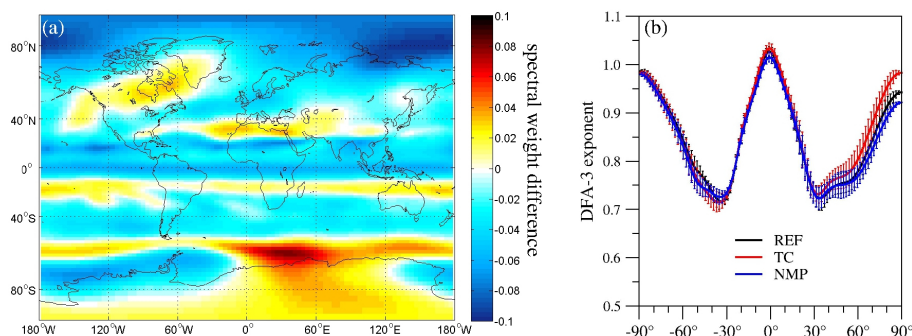 (a)
80°N
40°N
0°
40°S
80°S
180°W
120°W
60°W
0°
60°E
120°E
180°W
0.1
0.08
0.06
0.04
0.02
0
-0.02
-0.04
-0.06
-0.08
-0.1
spectral weight difference
(b)
DFA-3 exponent
1.1
1.0
0.9
0.8
0.7
0.6
0.5
REF
TC
NMP
-90°
-60°
-30°
0°
30°
60°
90°